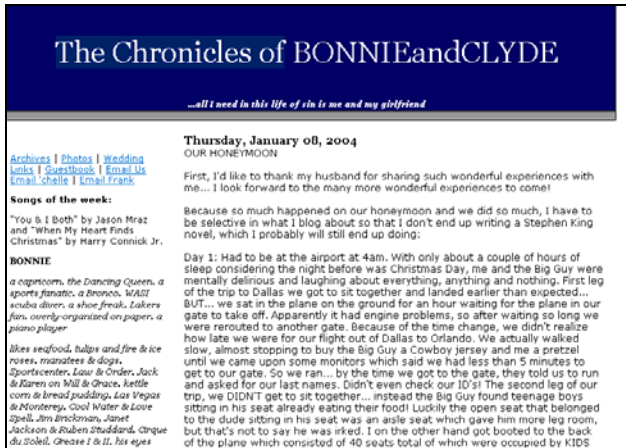 The Chronicles of BONNIEandCLYDE
...all I need in this life of sin is me and my girlfriend
Archives | Photos | Wedding
Links | Guestbook | Email Us
Email 'chelle | Email Frank
Songs of the week:
"You & I Both" by Jason Mraz
and "When My Heart Finds
Christmas" by Harry Connick Jr.
BONNIE
a capricorn. the Dancing Queen. a
sports fanatic. a Bronco. WASI
scuba diver. a shoe freak. Lakers
fan. overly-organized on paper. a
piano player
likes seafood. tulips and fire & ice
roses. manatees & dogs.
Sportscenter. Law & Order. Jack
& Karen on Will & Grace. kettle
corn & bread pudding. Las Vegas
& Monterey. Cool Water & Love
Spell. Jim Brickman, Janet
Jackson & Ruben Studdard. Cirque
du Soleil. Grease I & II. his eyes
Thursday, January 08, 2004
OUR HONEYMOON
First, I'd like to thank my husband for sharing such wonderful experiences with
me... I look forward to the many more wonderful experiences to come!
Because so much happened on our honeymoon and we did so much, I have to
be selective in what I blog about so that I don't end up writing a Stephen King
novel, which I probably will still end up doing:
Day 1: Had to be at the airport at 4am. With only about a couple of hours of
sleep considering the night before was Christmas Day, me and the Big Guy were
mentally delirious and laughing about everything, anything and nothing. First leg
of the trip to Dallas we got to sit together and landed earlier than expected...
BUT... we sat in the plane on the ground for an hour waiting for the plane in our
gate to take off. Apparently it had engine problems, so after waiting so long we
were rerouted to another gate. Because of the time change, we didn't realize
how late we were for our flight out of Dallas to Orlando. We actually walked
slow, almost stopping to buy the Big Guy a Cowboy jersey and me a pretzel
until we came upon some monitors which said we had less than 5 minutes to
get to our gate. So we ran... by the time we got to the gate, they told us to run
and asked for our last names. Didn't even check our ID's! The second leg of our
trip, we DIDN'T get to sit together... instead the Big Guy found teenage boys
sitting in his seat already eating their food! Luckily the open seat that belonged
to the dude sitting in his seat was an aisle seat which gave him more leg room,
but that's not to say he was irked. I on the other hand got booted to the back
of the plane which consisted of 40 seats total of which were occupied by KIDS